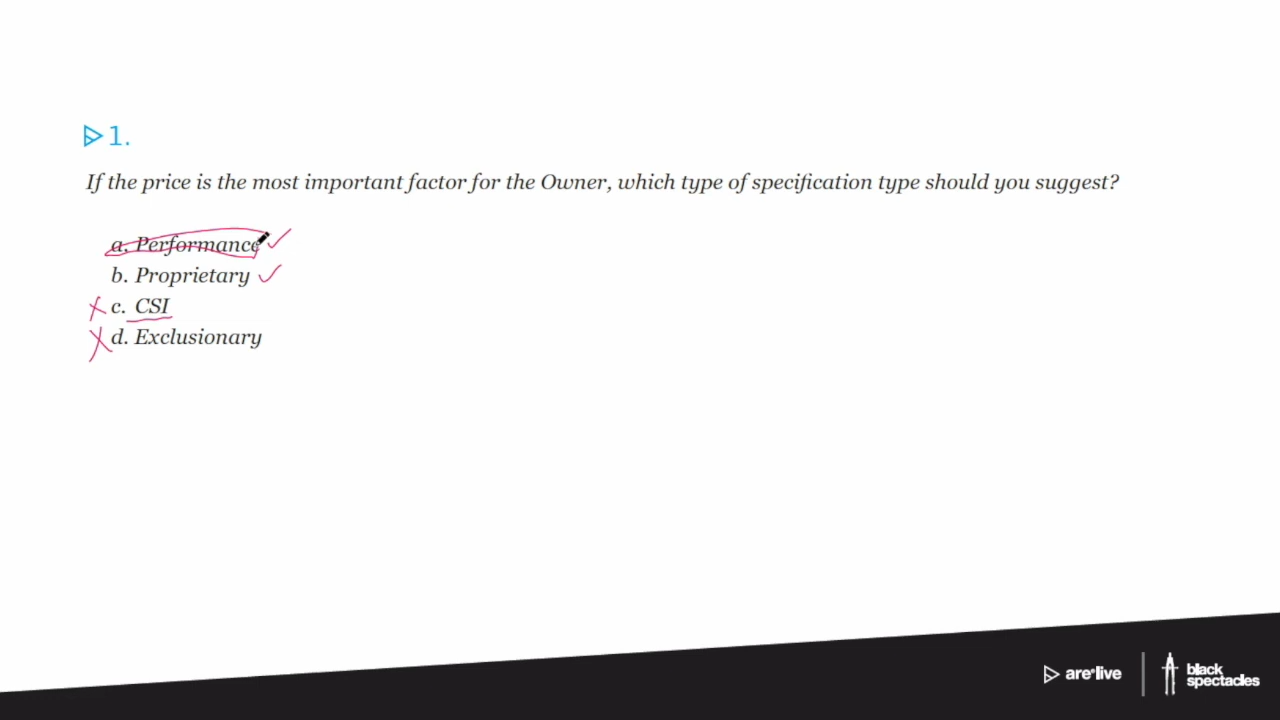 1.
If the price is the most important factor for the Owner, which type of specification type should you suggest?
a. Performance
b. Proprietary
c. CSI
d. Exclusionary
are live
black
spectacles